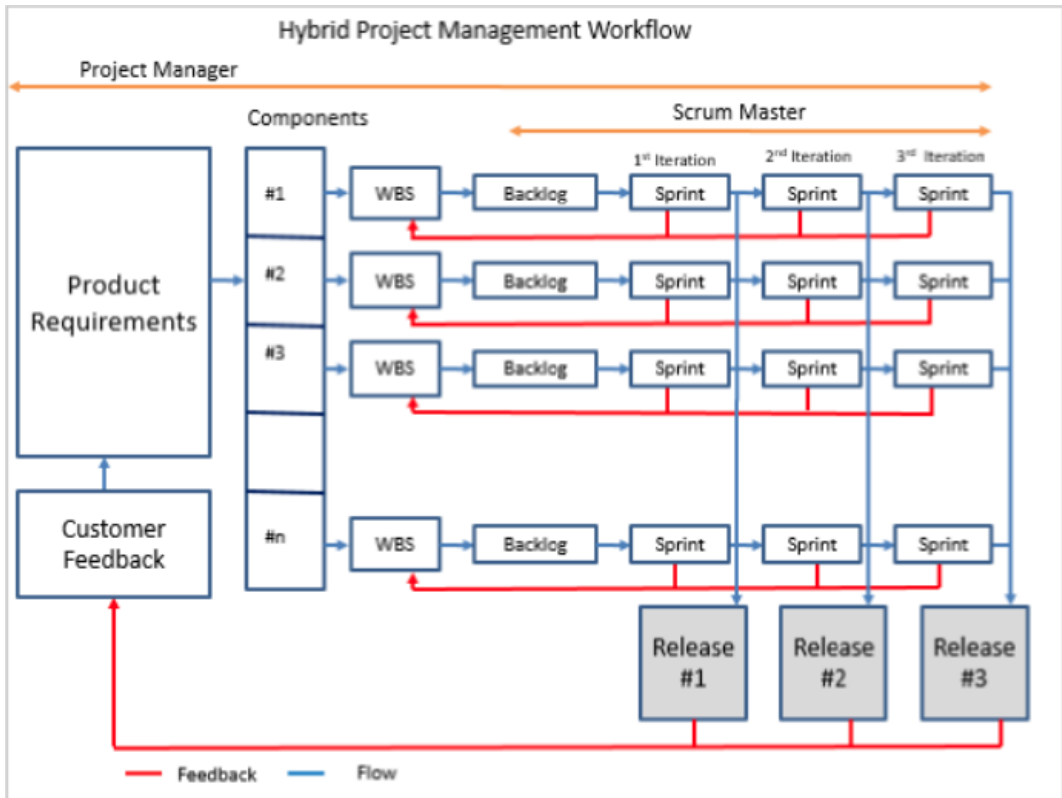 Hybrid Project Management Workflow
Project Manager
Components
Scrum Master
1st Iteration
2nd Iteration
3rd Iteration
Product
Requirements
#1
WBS
Backlog
Sprint
Sprint
Sprint
#2
WBS
Backlog
Sprint
Sprint
Sprint
#3
WBS
Backlog
Sprint
Sprint
Sprint
Customer
Feedback
#n
WBS
Backlog
Sprint
Sprint
Sprint
Release
#1
Release
#2
Release
#3
Feedback
Flow